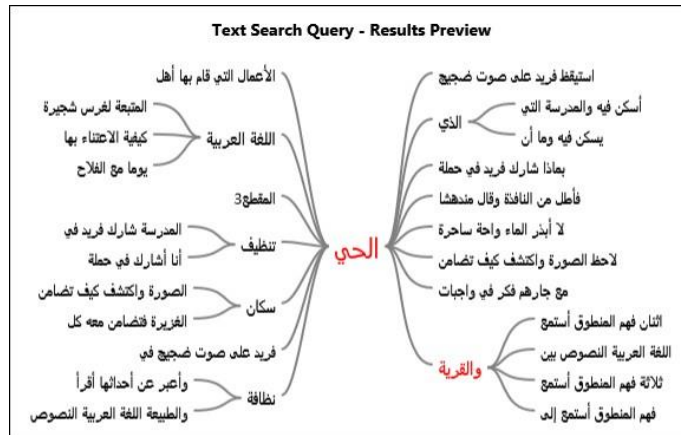 Text Search Query - Results Preview
استيقظ فريد على صوت ضجيج
أسكن فيه والمدرسة التي
الذي
يسكن فيه وما أن
بماذا شارك فريد في حملة
فأطل من النافذة وقال مندهشا
لا أبذر الماء واحة ساحرة
لاحظ الصورة واكتشف كيف تضامن
مع جارهم فكر في واجبات
اثنان فهم المنطوق أستمع
اللغة العربية النصوص بين
والقرية
ثلاثة فهم المنطوق أستمع
فهم المنطوق أستمع إلى
الحي
الأعمال التي قام بها أهل
اللغة العربية
المتبعة لغرس شجيرة
كيفية الاعتناء بها
يوما مع الفلاح
المقطع3
تنظيف
المدرسة شارك فريد في
أنا أشارك في حملة
سكان
الصورة واكتشف كيف تضامن
الغزيرة فتضامن معه كل
فريد على صوت ضجيج في
نظافة
وأعبر عن أحداثها أقرأ
والطبيعة اللغة العربية النصوص